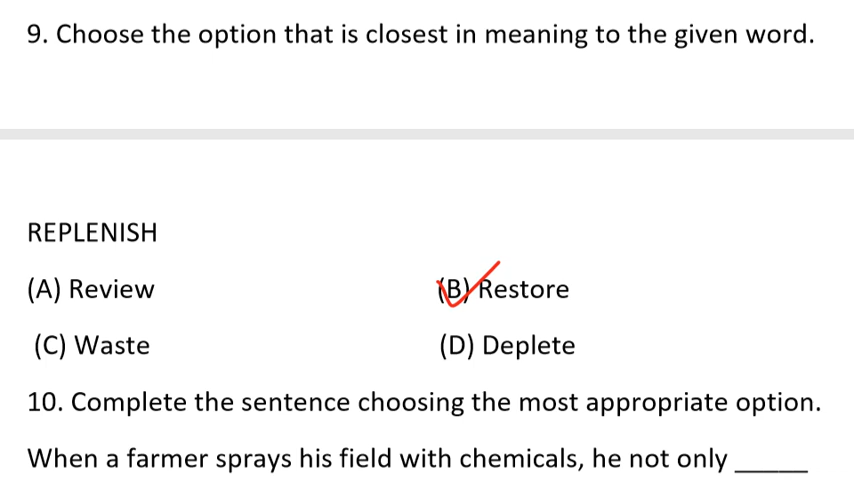 9. Choose the option that is closest in meaning to the given word.
REPLENISH
(A) Review (B) Restore
(C) Waste (D) Deplete
10. Complete the sentence choosing the most appropriate option.
When a farmer sprays his field with chemicals, he not only _____